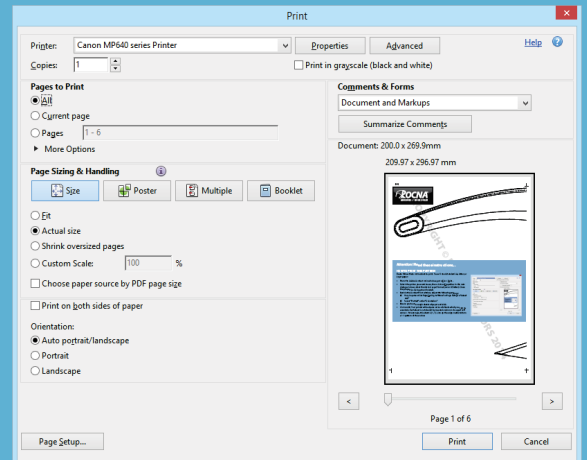 Print
Printer: Canon MP640 series Printer Properties Advanced Help
Copies: 1 Print in grayscale (black and white)
Pages to Print
All
Current page
Pages 1 - 6
More Options
Page Sizing & Handling
Size Poster Multiple Booklet
Fit
Actual size
Shrink oversized pages
Custom Scale: 100 %
Choose paper source by PDF page size
Print on both sides of paper
Orientation:
Auto portrait/landscape
Portrait
Landscape
Comments & Forms
Document and Markups
Summarize Comments
Document: 200.0 x 269.9mm
209.97 x 296.97 mm
ROCNA
< >
Page 1 of 6
Page Setup... Print Cancel